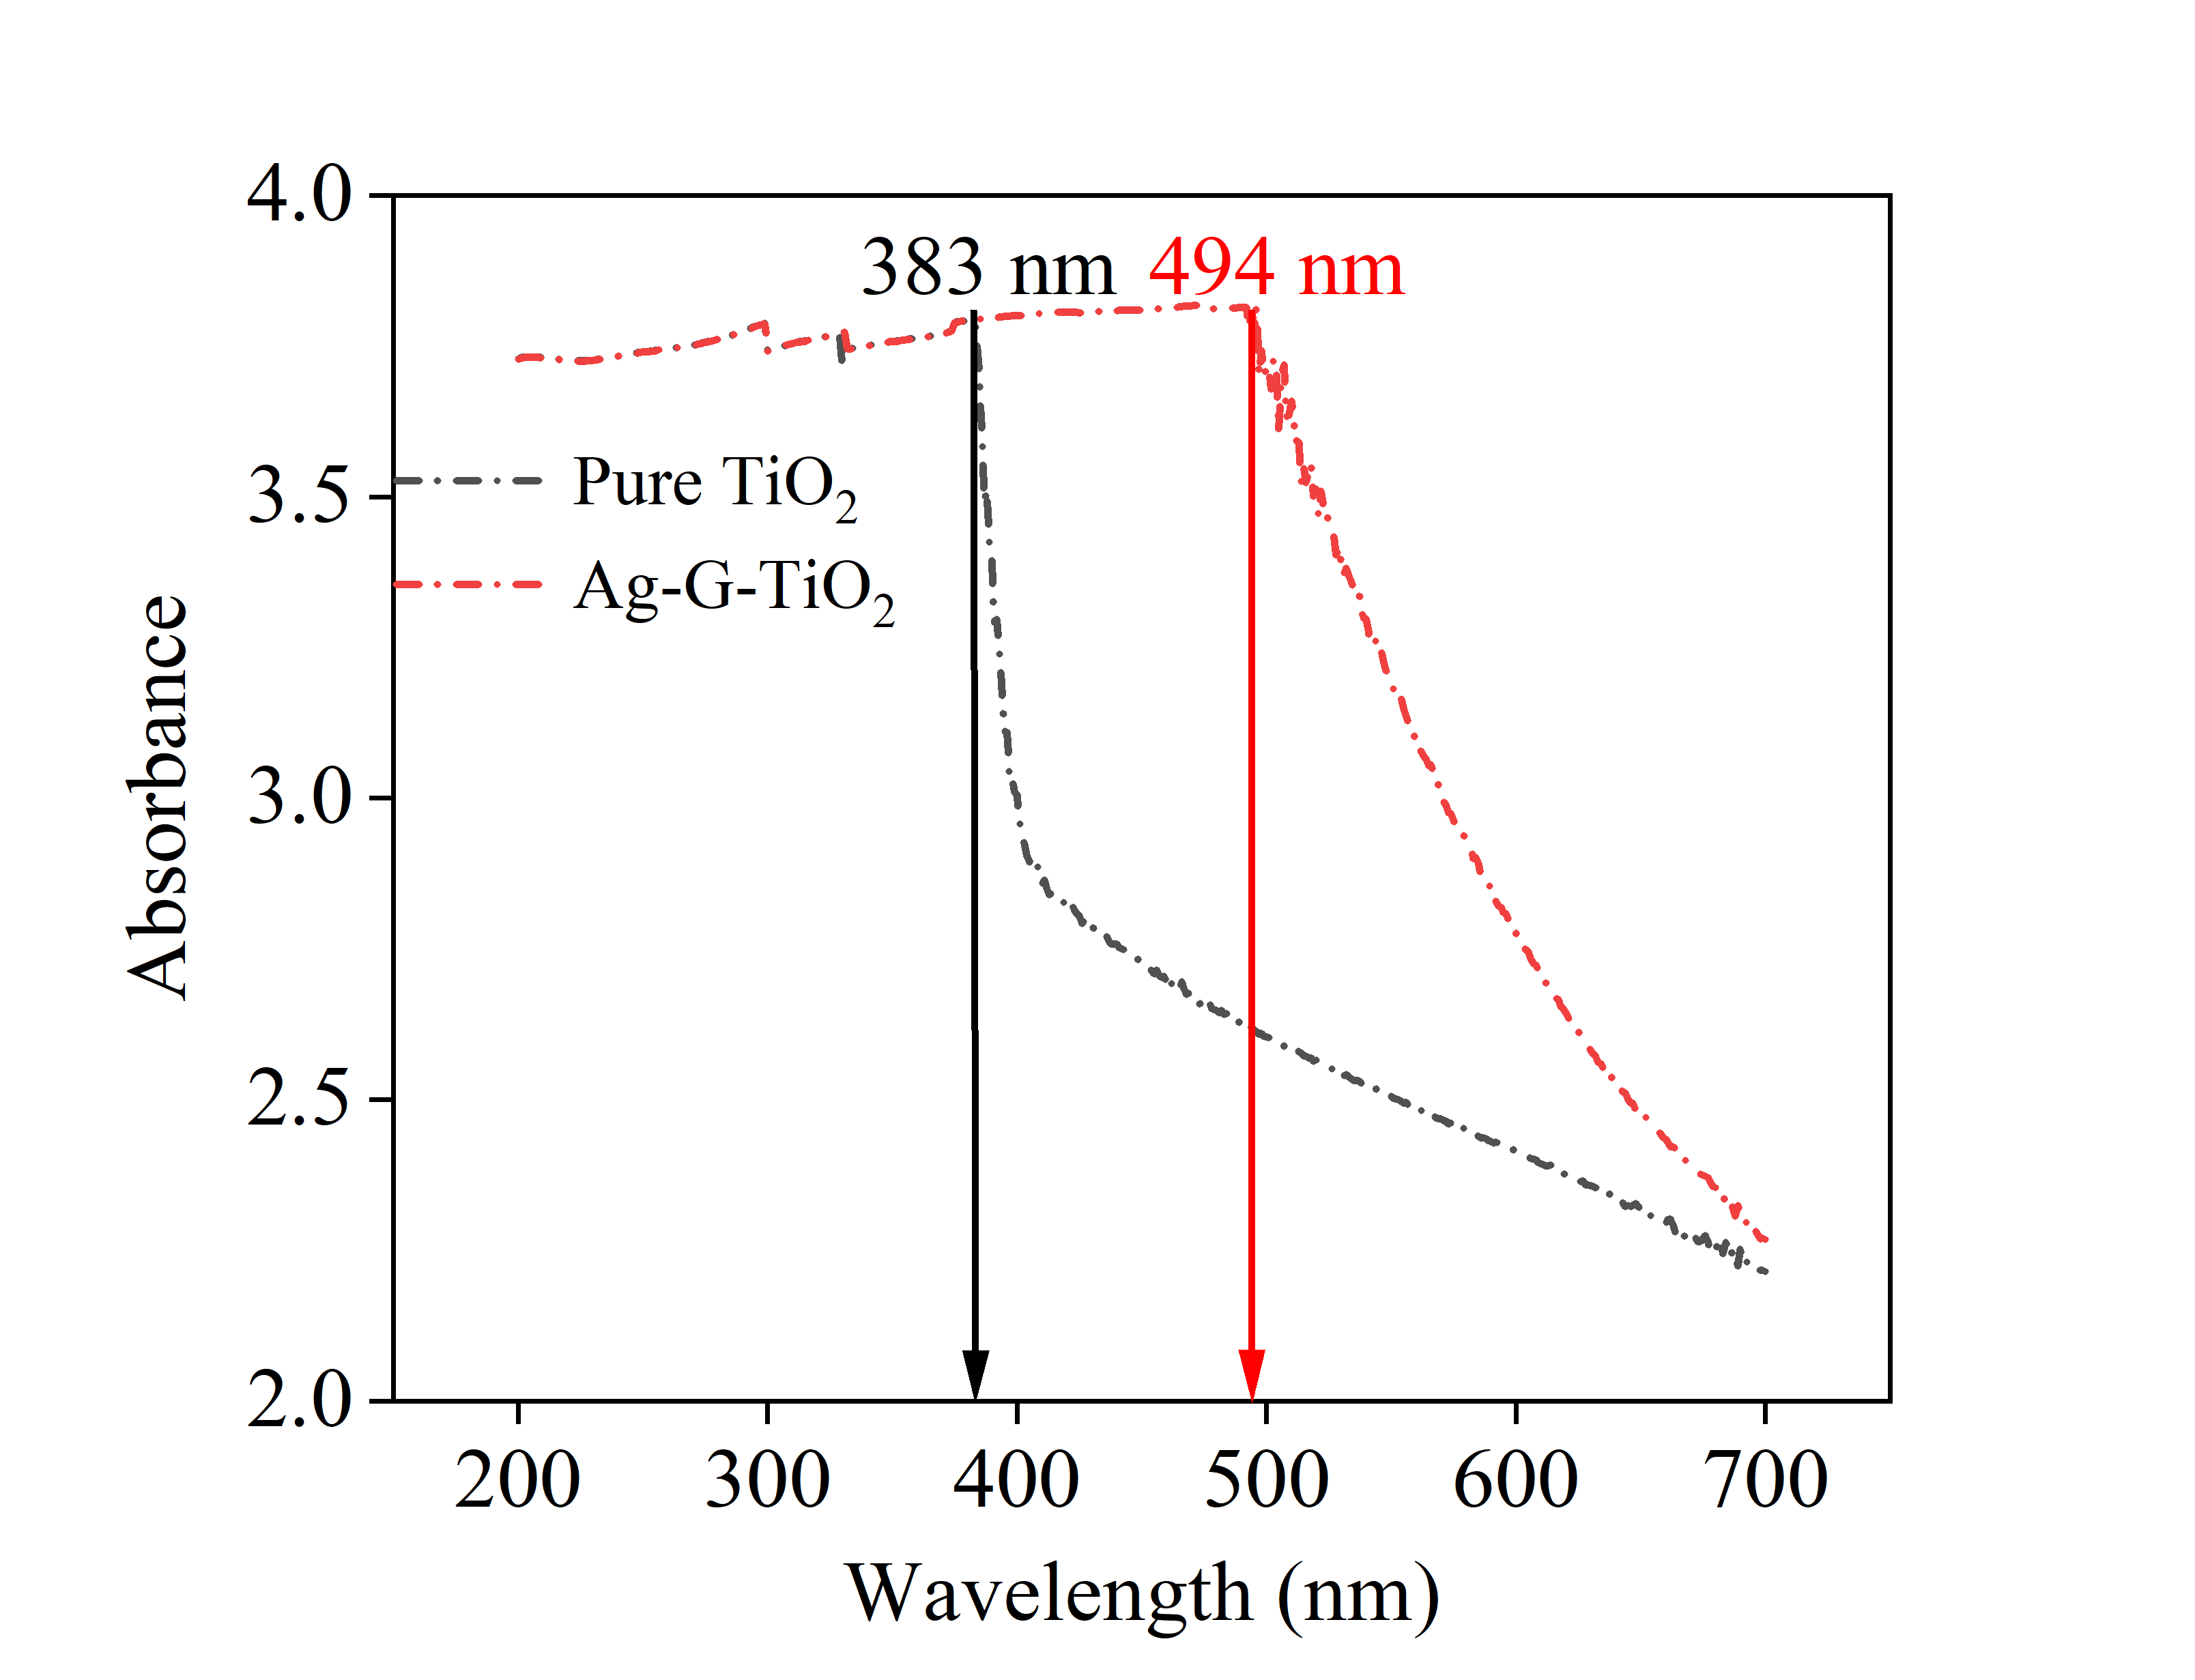 4.0
383 nm 494 nm
3.5
Pure TiO₂
Ag-G-TiO₂
3.0
2.5
2.0
Absorbance
200 300 400 500 600 700
Wavelength (nm)